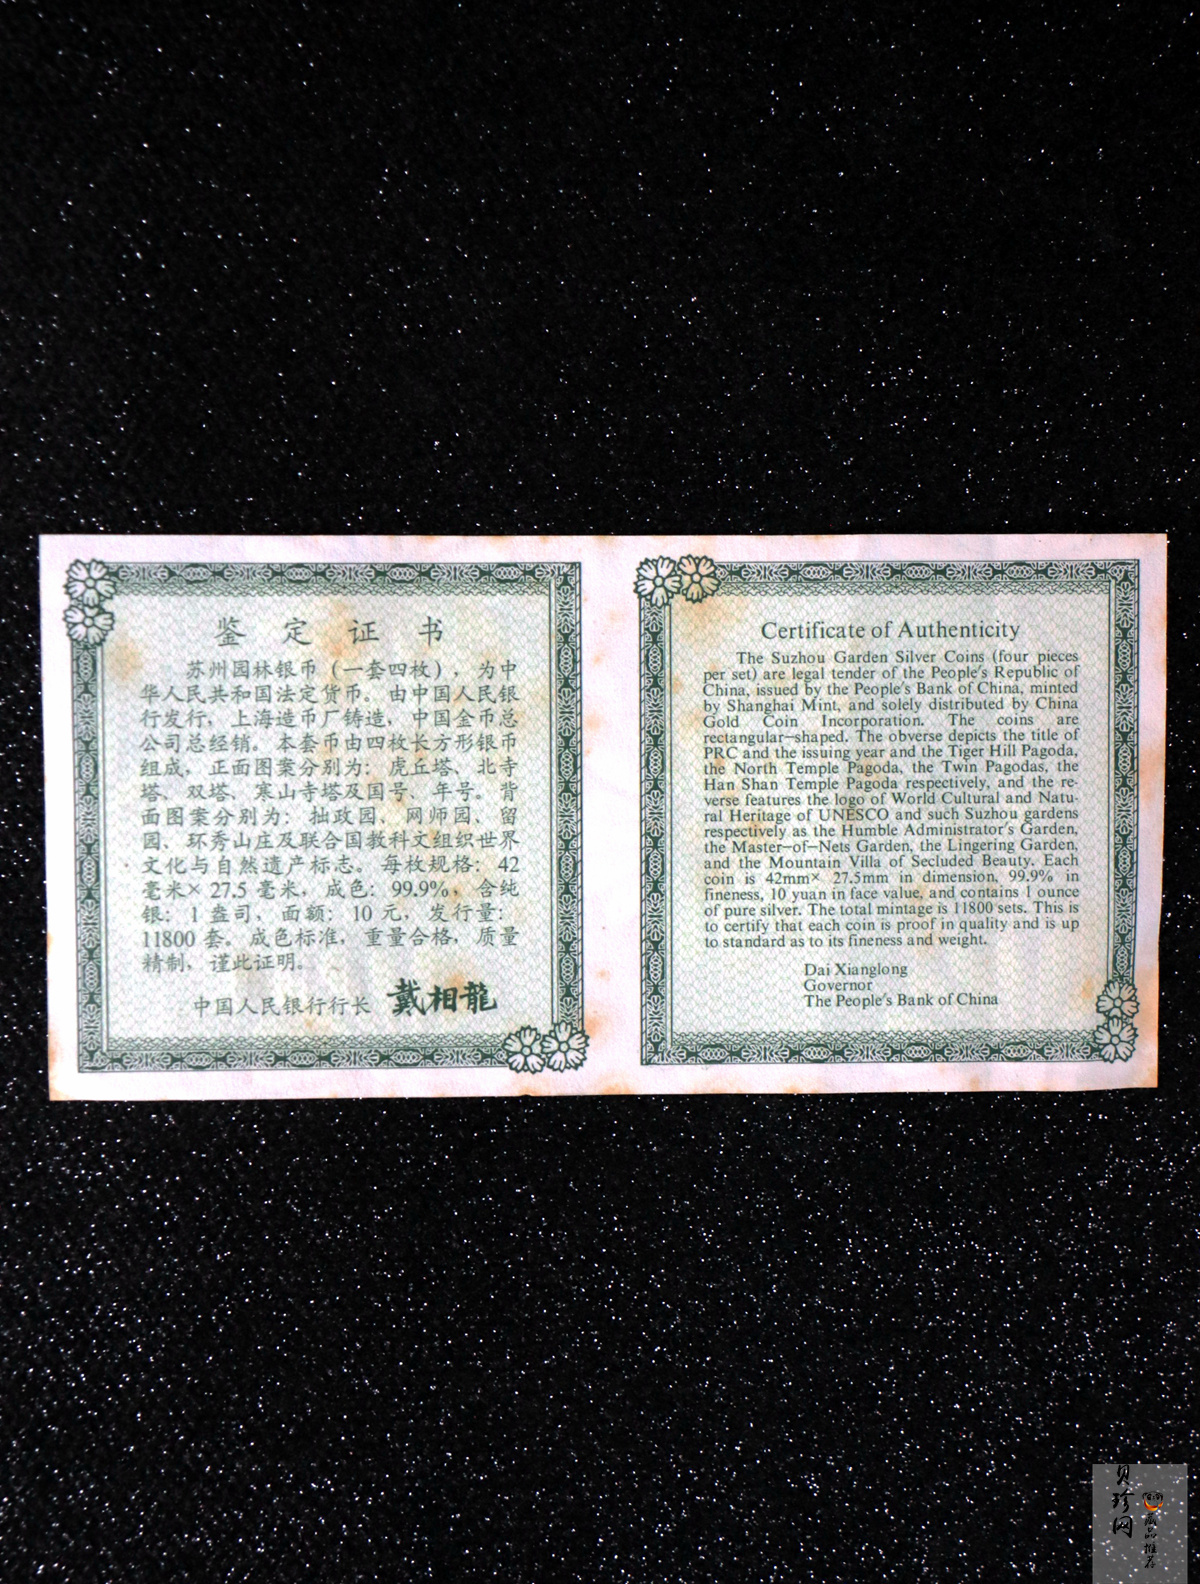 鉴 定 证 书
苏州园林银币（一套四枚），为中
华人民共和国法定货币。由中国人民银
行发行，上海造币厂铸造，中国金币总
公司总经销。本套币由四枚长方形银币
组成，正面图案分别为：虎丘塔、北寺
塔、双塔、寒山寺塔及国号、年号。背
面图案分别为：拙政园、网师园、留
园、环秀山庄及联合国教科文组织世界
文化与自然遗产标志。每枚规格：42
毫米×27.5 毫米，成色：99.9%，含纯
银：1 盎司，面额：10 元，发行量：
11800 套。成色标准，重量合格，质量
精制，谨此证明。
中国人民银行行长 戴相龍
Certificate of Authenticity
The Suzhou Garden Silver Coins (four pieces
per set) are legal tender of the People's Republic of
China, issued by the People's Bank of China, minted
by Shanghai Mint, and solely distributed by China
Gold Coin Incorporation. The coins are
rectangular-shaped. The obverse depicts the title of
PRC and the issuing year and the Tiger Hill Pagoda,
the North Temple Pagoda, the Twin Pagodas, the
Han Shan Temple Pagoda respectively, and the re-
verse features the logo of World Cultural and Natu-
ral Heritage of UNESCO and such Suzhou gardens
respectively as the Humble Administrator's Garden,
the Master-of-Nets Garden, the Lingering Garden,
and the Mountain Villa of Secluded Beauty. Each
coin is 42mm× 27.5mm in dimension, 99.9% in
fineness, 10 yuan in face value, and contains 1 ounce
of pure silver. The total mintage is 11800 sets. This is
to certify that each coin is proof in quality and is up
to standard as to its fineness and weight.
Dai Xianglong
Governor
The People's Bank of China
贝珍网
藏品推荐